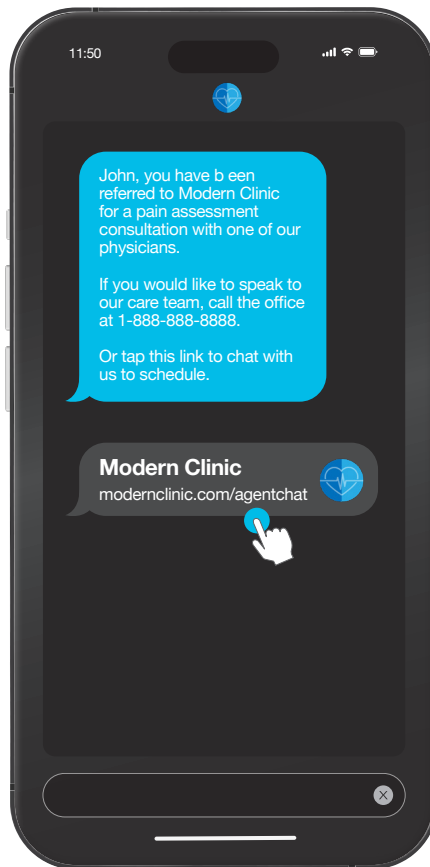 11:50
John, you have b een
referred to Modern Clinic
for a pain assessment
consultation with one of our
physicians.
If you would like to speak to
our care team, call the office
at 1-888-888-8888.
Or tap this link to chat with
us to schedule.
Modern Clinic
modernclinic.com/agentchat